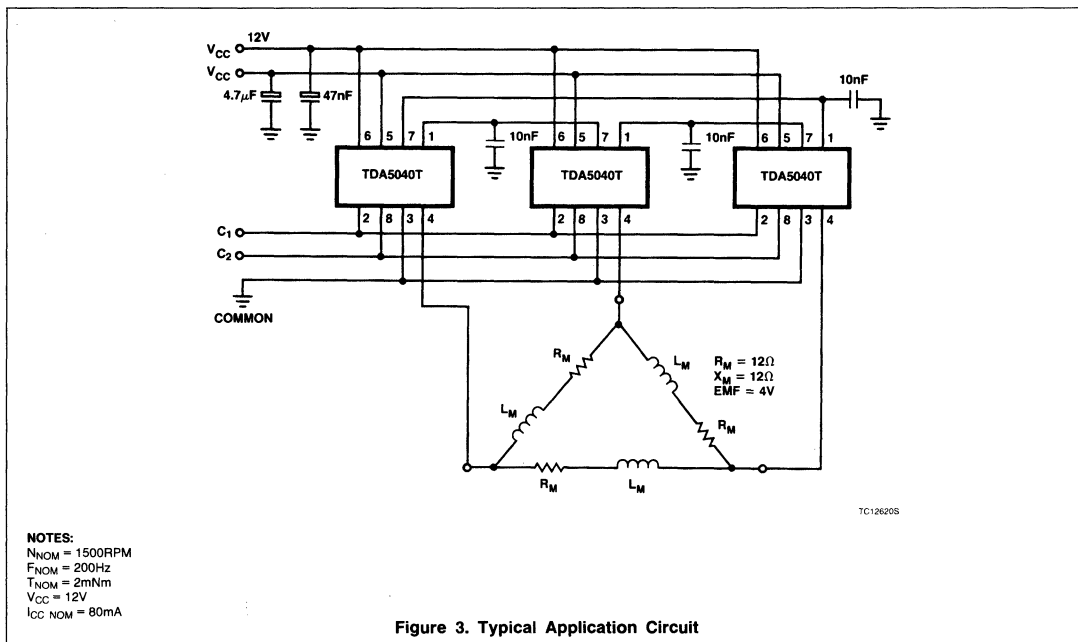 12V
VCC
VCC
4.7μF
47nF
10nF
6 5 7 1
10nF
6 5 7 1
10nF
6 5 7 1
TDA5040T
TDA5040T
TDA5040T
2 8 3 4
2 8 3 4
2 8 3 4
C1
C2
COMMON
RM
LM
RM = 12Ω
XM = 12Ω
EMF = 4V
LM
RM
RM
LM
TC12620S
NOTES:
NNOM = 1500RPM
FNOM = 200Hz
TNOM = 2mNm
VCC = 12V
ICC NOM = 80mA
Figure 3. Typical Application Circuit